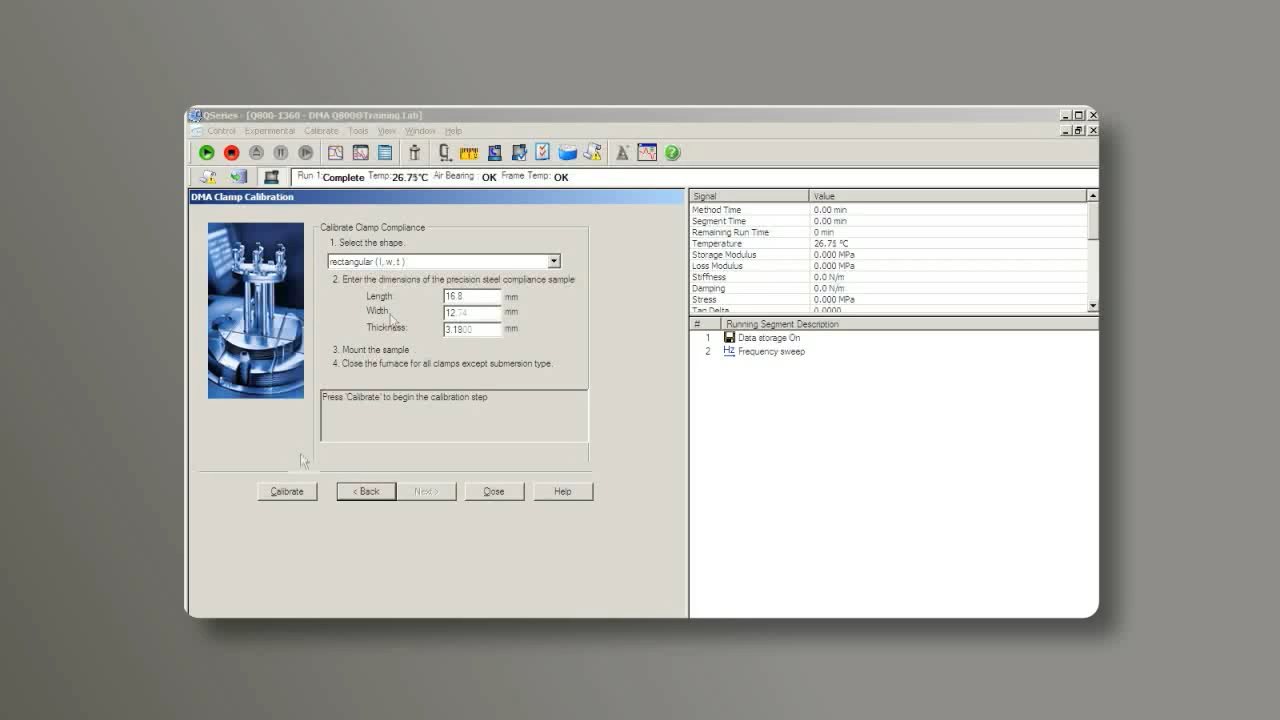 QSeries - [Q800-1360 - DMA Q800@Training Lab]
Control Experimental Calibrate Tools View Window Help
Run 1: Complete Temp: 26.75°C Air Bearing : OK Frame Temp: OK
DMA Clamp Calibration
Calibrate Clamp Compliance
1. Select the shape.
rectangular ( l, w, t )
2. Enter the dimensions of the precision steel compliance sample
Length: 16.8 mm
Width: 12.74 mm
Thickness: 3.1800 mm
3. Mount the sample
4. Close the furnace for all clamps except submersion type.
Press 'Calibrate' to begin the calibration step
Calibrate < Back Next > Close Help
Signal Value
Method Time 0.00 min
Segment Time 0.00 min
Remaining Run Time 0 min
Temperature 26.75 °C
Storage Modulus 0.000 MPa
Loss Modulus 0.000 MPa
Stiffness 0.0 N/m
Damping 0.0 N/m
Stress 0.000 MPa
Tan Delta 0.0000
# Running Segment Description
1 Data storage On
2 Hz Frequency sweep